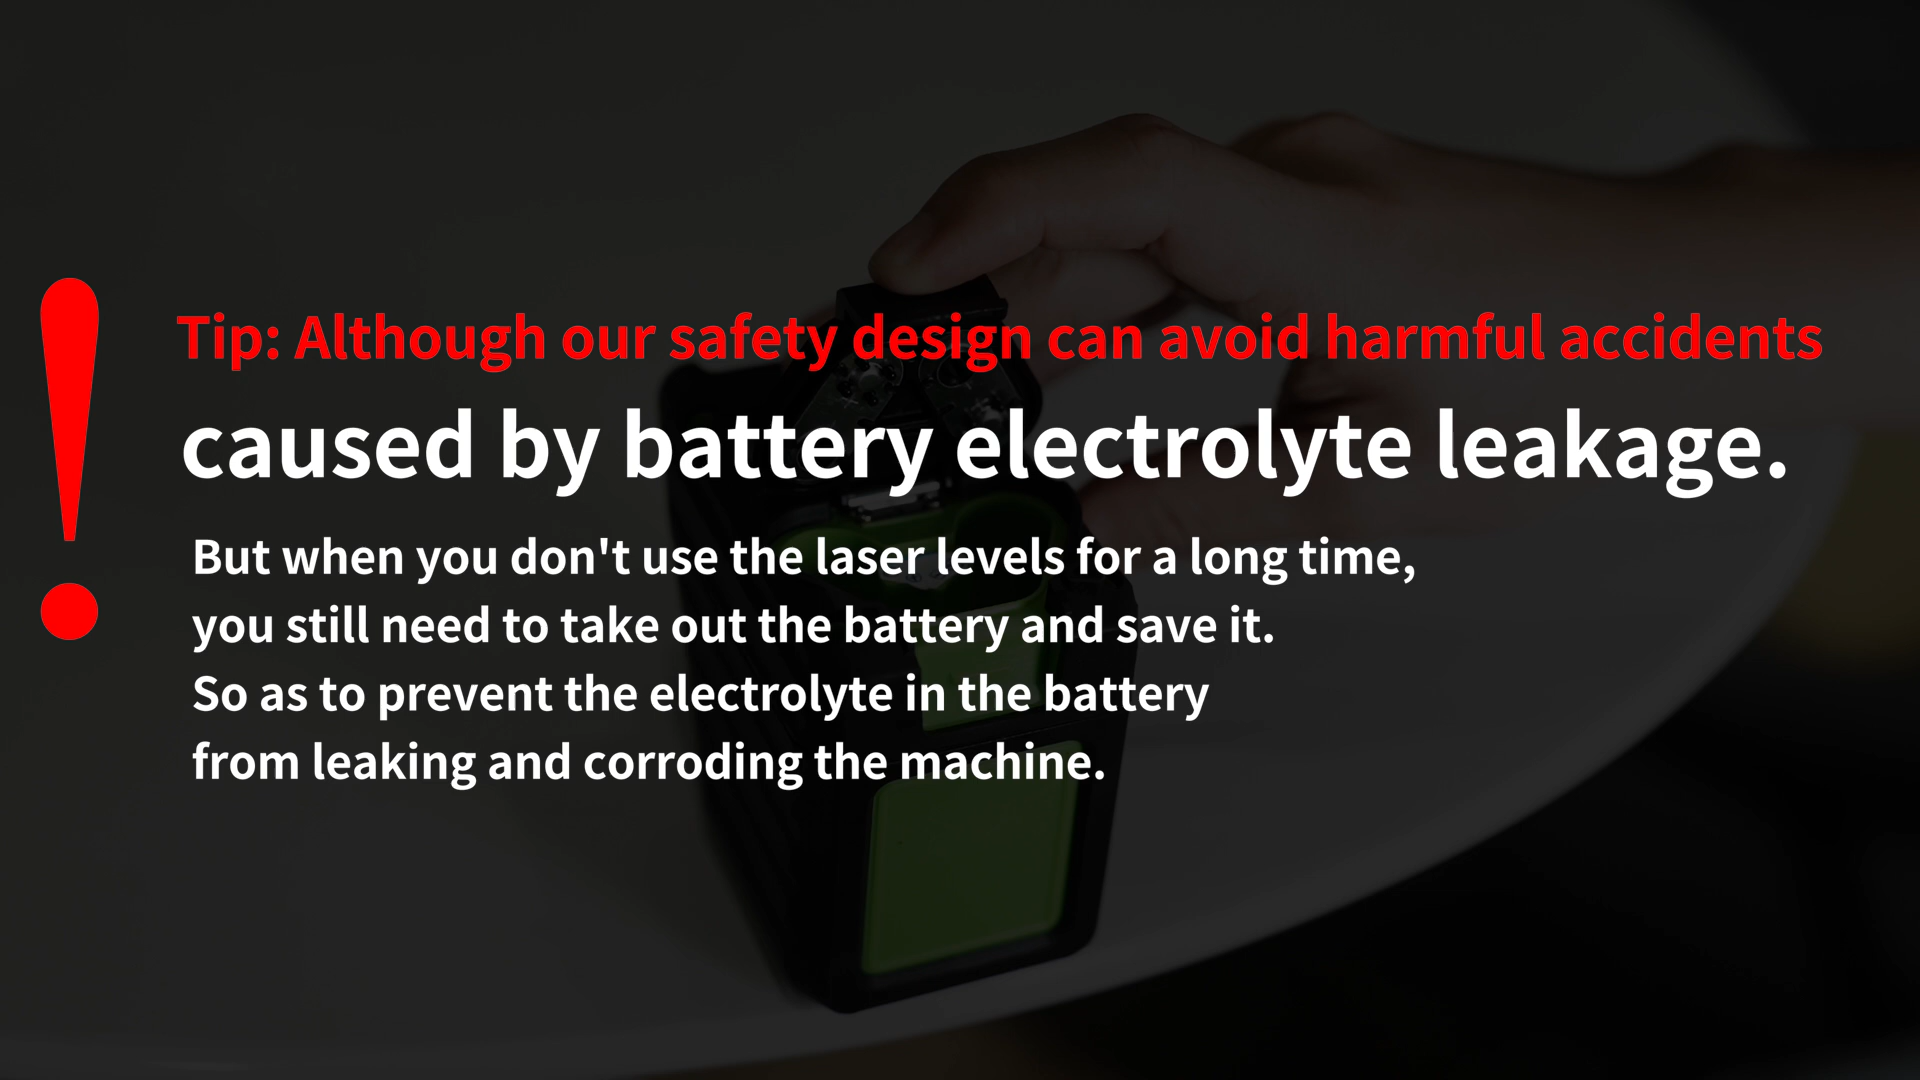 !
Tip: Although our safety design can avoid harmful accidents
caused by battery electrolyte leakage.
But when you don't use the laser levels for a long time,
you still need to take out the battery and save it.
So as to prevent the electrolyte in the battery
from leaking and corroding the machine.